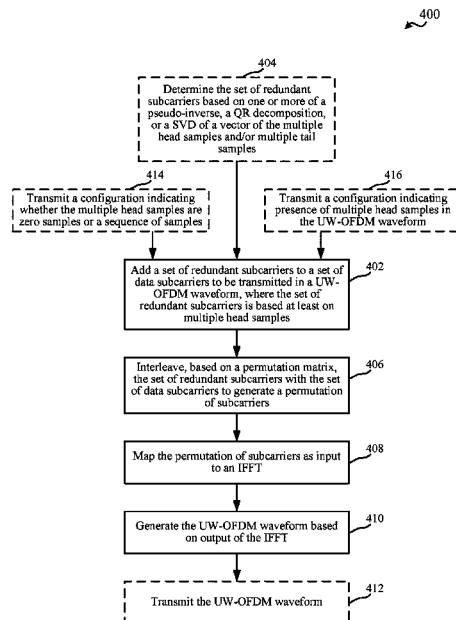 400
404
Determine the set of redundant
subcarriers based on one or more of a
pseudo-inverse, a QR decomposition,
or a SVD of a vector of the multiple
head samples and/or multiple tail
samples
414
Transmit a configuration indicating
whether the multiple head samples are
zero samples or a sequence of samples
416
Transmit a configuration indicating
presence of multiple head samples in
the UW-OFDM waveform
402
Add a set of redundant subcarriers to a set of
data subcarriers to be transmitted in a UW-
OFDM waveform, where the set of
redundant subcarriers is based at least on
multiple head samples
406
Interleave, based on a permutation matrix,
the set of redundant subcarriers with the set
of data subcarriers to generate a permutation
of subcarriers
408
Map the permutation of subcarriers as input
to an IFFT
410
Generate the UW-OFDM waveform based
on output of the IFFT
412
Transmit the UW-OFDM waveform